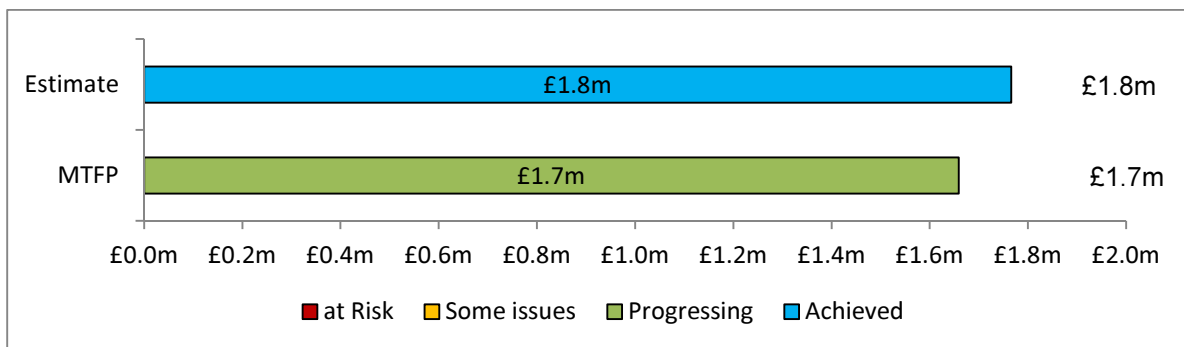 Estimate £1.8m £1.8m
MTFP £1.7m £1.7m
£0.0m £0.2m £0.4m £0.6m £0.8m £1.0m £1.2m £1.4m £1.6m £1.8m £2.0m
at Risk Some issues Progressing Achieved